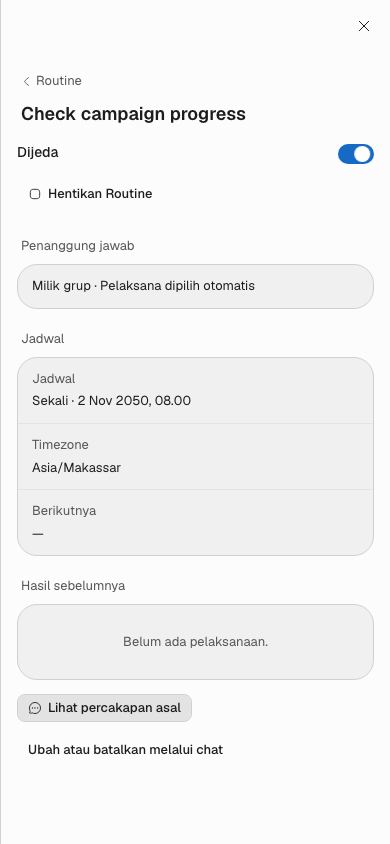 Routine
Check campaign progress
Dijeda
Hentikan Routine
Penanggung jawab
Milik grup · Pelaksana dipilih otomatis
Jadwal
Jadwal
Sekali · 2 Nov 2050, 08.00
Timezone
Asia/Makassar
Berikutnya
—
Hasil sebelumnya
Belum ada pelaksanaan.
Lihat percakapan asal
Ubah atau batalkan melalui chat